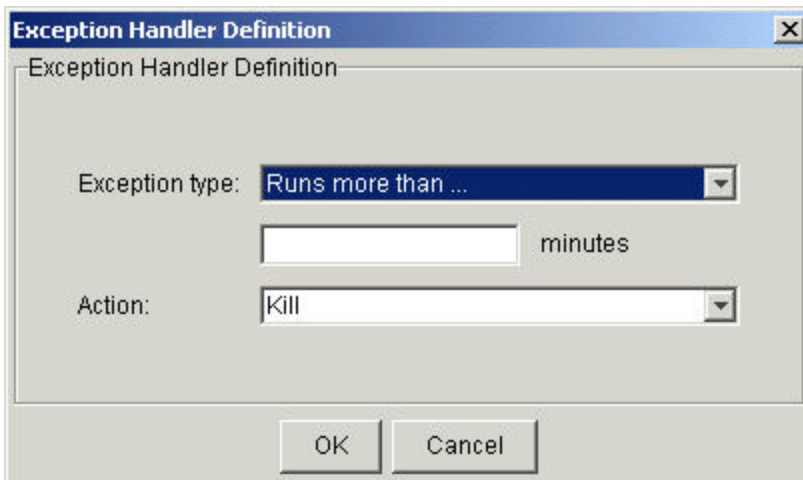 Exception Handler Definition
Exception Handler Definition
Exception type: Runs more than ...
minutes
Action: Kill
OK Cancel